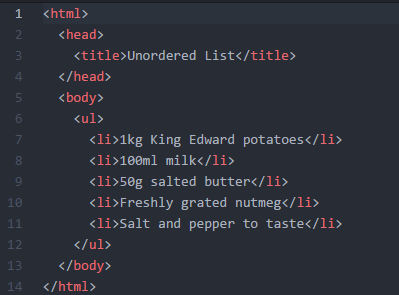 1 <html>
2   <head>
3     <title>Unordered List</title>
4   </head>
5   <body>
6     <ul>
7       <li>1kg King Edward potatoes</li>
8       <li>100ml milk</li>
9       <li>50g salted butter</li>
10       <li>Freshly grated nutmeg</li>
11       <li>Salt and pepper to taste</li>
12     </ul>
13   </body>
14 </html>